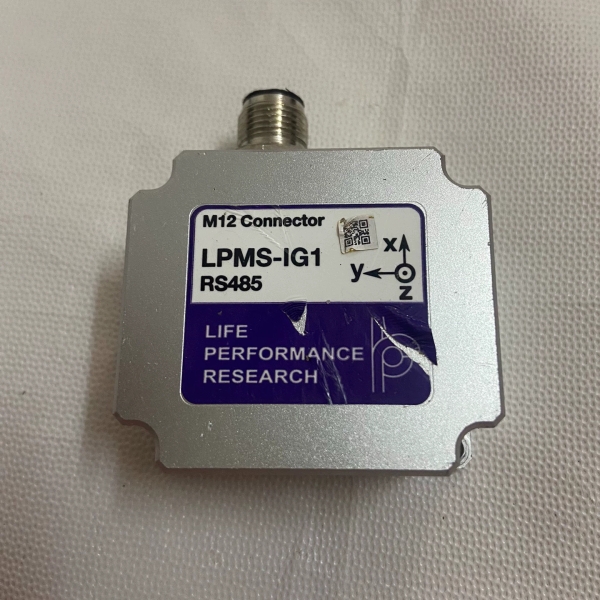 M12 Connector
LPMS-IG1
RS485
x
y
z
LIFE
PERFORMANCE
RESEARCH